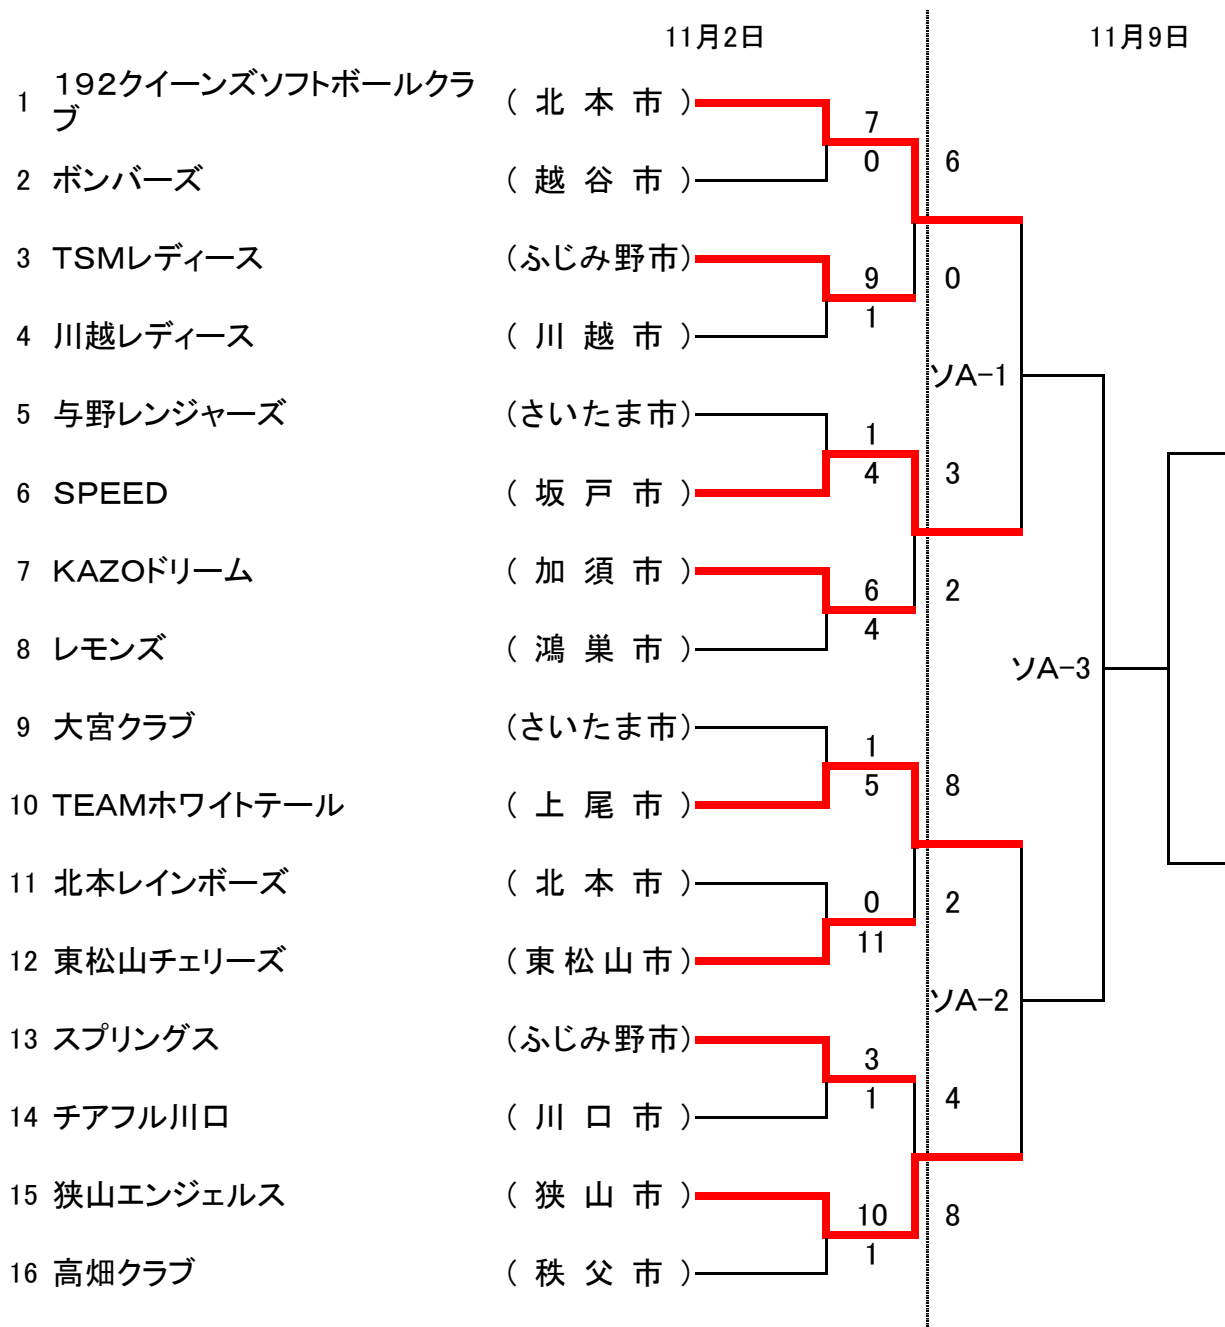 11月2日 11月9日
1 192クイーンズソフトボールクラ
ブ (北本市)
7
0 6
2 ボンバーズ (越谷市)
3 TSMレディース (ふじみ野市)
9 0
1
4 川越レディース (川越市)
ソA-1
5 与野レンジャーズ (さいたま市)
1
4 3
6 SPEED (坂戸市)
7 KAZOドリーム (加須市)
6 2
4
8 レモンズ (鴻巣市)
ソA-3
9 大宮クラブ (さいたま市)
1
5 8
10 TEAMホワイトテール (上尾市)
11 北本レインボーズ (北本市)
0 2
11
12 東松山チェリーズ (東松山市)
ソA-2
13 スプリングス (ふじみ野市)
3
1 4
14 チアフル川口 (川口市)
15 狭山エンジェルス (狭山市)
10 8
1
16 高畑クラブ (秩父市)